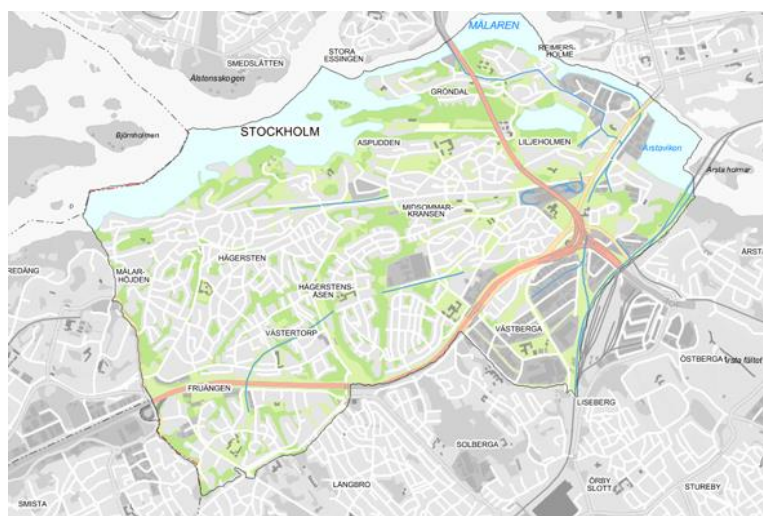 MÄLAREN
STORA
ESSINGEN
REIMERS-
HOLME
SMEDSLÄTTEN
Ålstensskogen
GRÖNDAL
Björnholmen
STOCKHOLM
ASPUDDEN
LILJEHOLMEN
Årstaviken
Årsta holmar
MIDSOMMAR-
KRANSEN
HÄGERSTEN
MÄLAR-
HÖJDEN
REDÄNG
ÅRSTA
HÄGERSTENS-
ÅSEN
VÄSTERTORP
VÄSTBERGA
ÖSTBERGA
Årsta fältet
FRUÄNGEN
LISEBERG
SOLBERGA
LÅNGBRO
ÖRBY
SLOTT
STUREBY
SMISTA